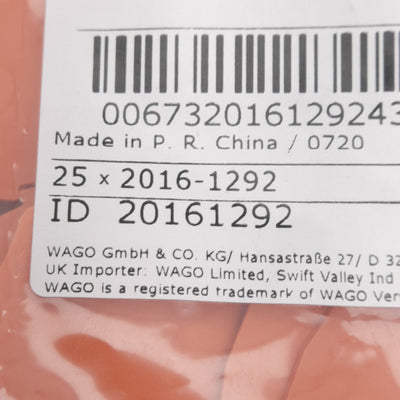 006732016129243
Made in P. R. China / 0720
25 x 2016-1292
ID 20161292
WAGO GmbH & CO. KG/ Hansastraße 27/ D 32
UK Importer: WAGO Limited, Swift Valley Ind
WAGO is a registered trademark of WAGO Ver